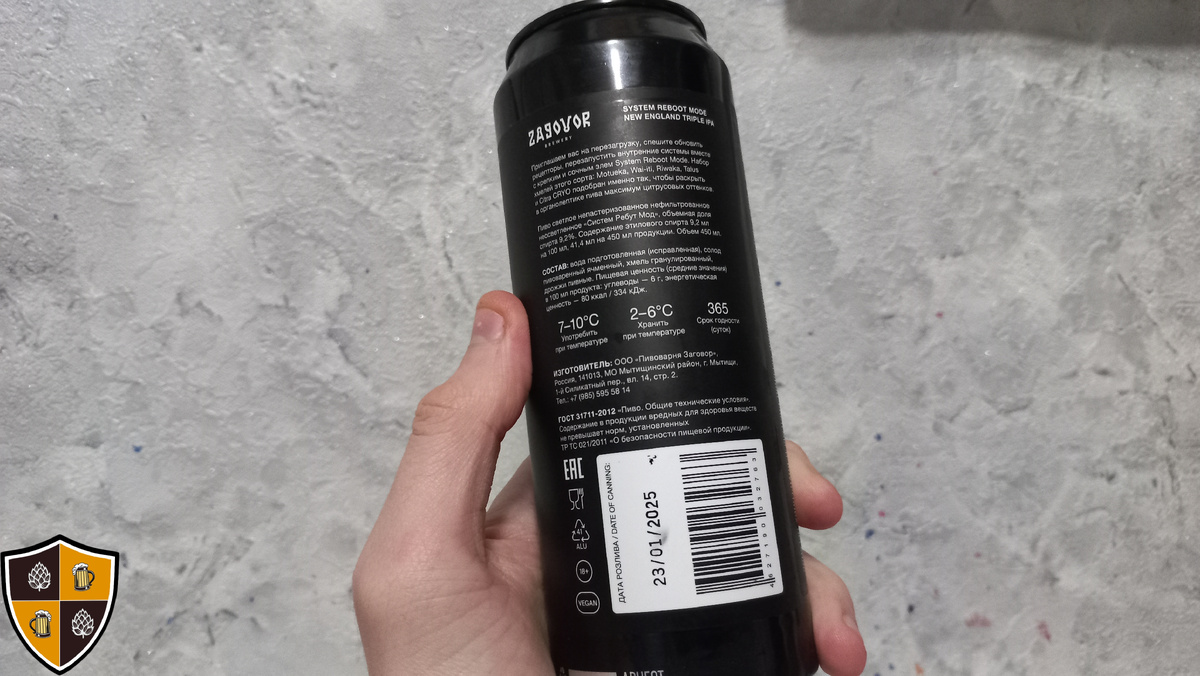 ZAGOVOR
BREWERY
SYSTEM REBOOT MODE
NEW ENGLAND TRIPLE IPA
Приглашаем вас на перезагрузку, спешите обновить
рецепторы, перезапустить внутренние системы вместе
с крепким и сочным элем System Reboot Mode. Набор
хмелей этого сорта: Motueka, Wai-iti, Riwaka, Talus
и Citra CRYO подобран именно так, чтобы раскрыть
в органолептике пива максимум цитрусовых оттенков.
Пиво светлое непастеризованное нефильтрованное
неосветленное «Систем Ребут Мод», объемная доля
спирта 9,2%. Содержание этилового спирта 9,2 мл
на 100 мл, 41,4 мл на 450 мл продукции. Объем 450 мл.
СОСТАВ: вода подготовленная (исправленная), солод
пивоваренный ячменный, хмель гранулированный,
дрожжи пивные. Пищевая ценность (средние значения)
в 100 мл продукта: углеводы — 6 г, энергетическая
ценность — 80 ккал / 334 кДж.
7–10°C
Употребить
при температуре
2–6°C
Хранить
при температуре
365
Срок годности
(суток)
ИЗГОТОВИТЕЛЬ: ООО «Пивоварня Заговор»,
Россия, 141013, МО Мытищинский район, г. Мытищи,
1-й Силикатный пер., вл. 14, стр. 2.
Тел.: +7 (985) 595 58 14
ГОСТ 31711-2012 «Пиво. Общие технические условия».
Содержание в продукции вредных для здоровья веществ
не превышает норм, установленных
ТР ТС 021/2011 «О безопасности пищевой продукции».
EAC
41
ALU
18+
VEGAN
ДАТА РОЗЛИВА / DATE OF CANNING:
23/01/2025
4 627190 032763